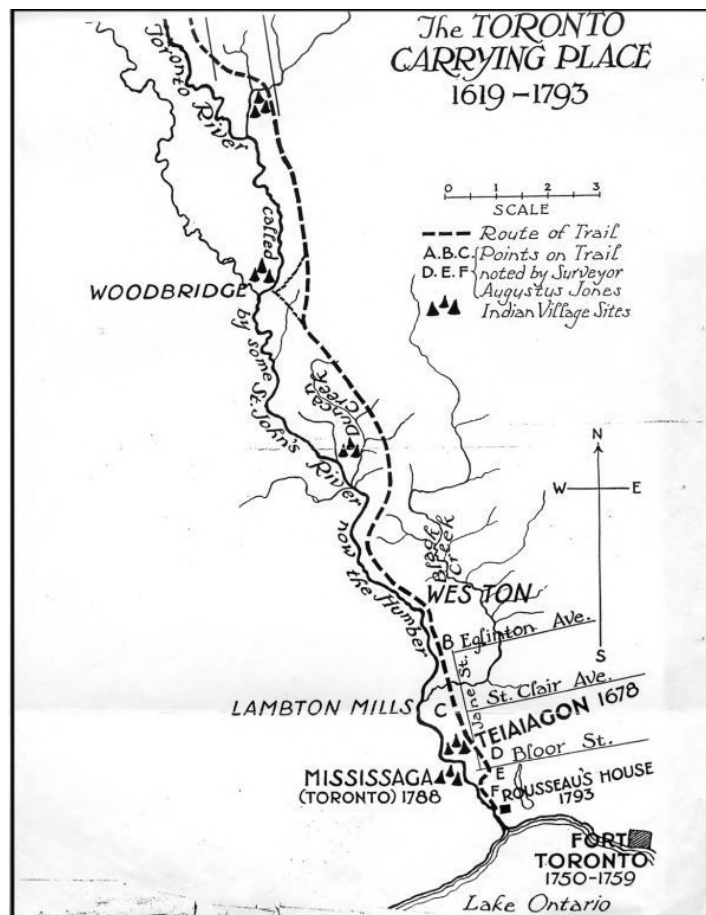 The TORONTO
CARRYING PLACE
1619–1793
0 1 2 3
SCALE
Route of Trail
A.B.C. Points on Trail
D.E.F noted by Surveyor
Augustus Jones
Indian Village Sites
Toronto River
called
WOODBRIDGE
by some
St. John's River
now the Humber
Duncan
Creek
Black
Creek
N
W E
S
WESTON
B Eglinton Ave.
Jane St.
St. Clair Ave.
LAMBTON MILLS C
TEIAIAGON 1678
D Bloor St.
E
MISSISSAGA
(TORONTO) 1788
F ROUSSEAU'S HOUSE
1793
FORT
TORONTO
1750-1759
Lake Ontario